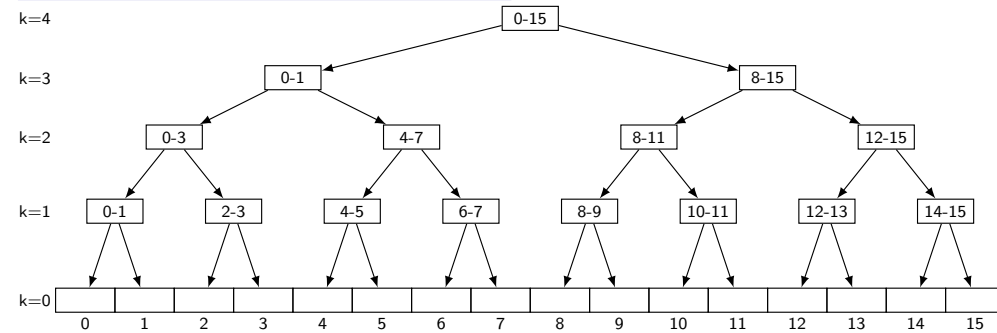 k=4 0-15
k=3 0-1 8-15
k=2 0-3 4-7 8-11 12-15
k=1 0-1 2-3 4-5 6-7 8-9 10-11 12-13 14-15
k=0
0 1 2 3 4 5 6 7 8 9 10 11 12 13 14 15